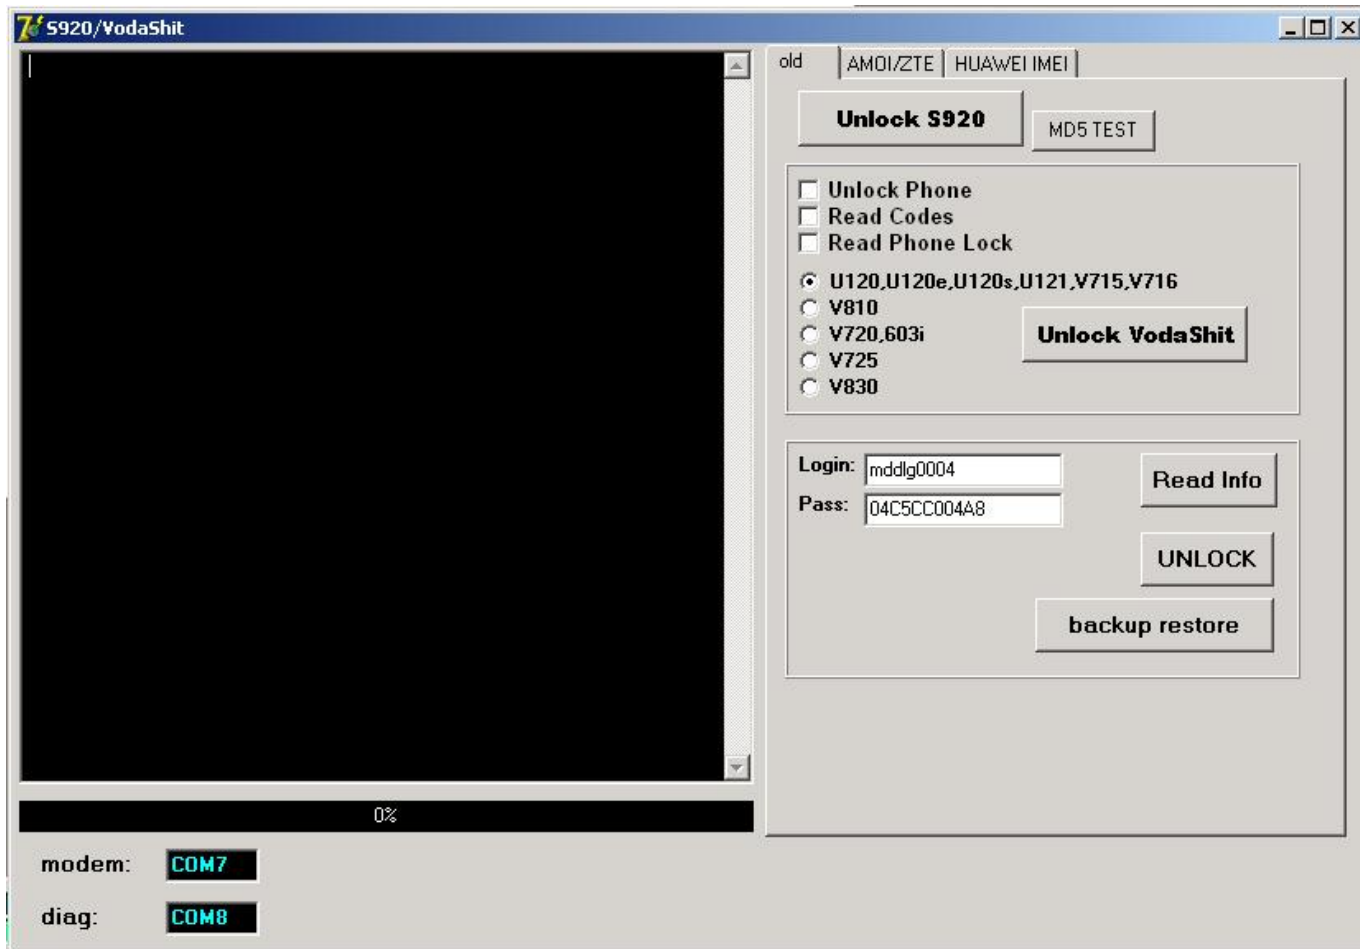 S920/VodaShit
old AMOI/ZTE HUAWEI IMEI
Unlock S920
MD5 TEST
Unlock Phone
Read Codes
Read Phone Lock
U120,U120e,U120s,U121,V715,V716
V810
V720,603i
V725
V830
Unlock VodaShit
Login: mddlg0004
Pass: 04C5CC004A8
Read Info
UNLOCK
backup restore
0%
modem: COM7
diag: COM8